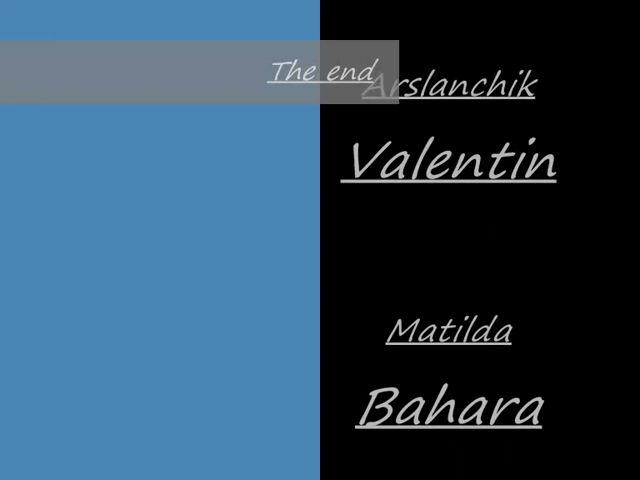 The end
Arslanchik
Valentin
Matilda
Bahara